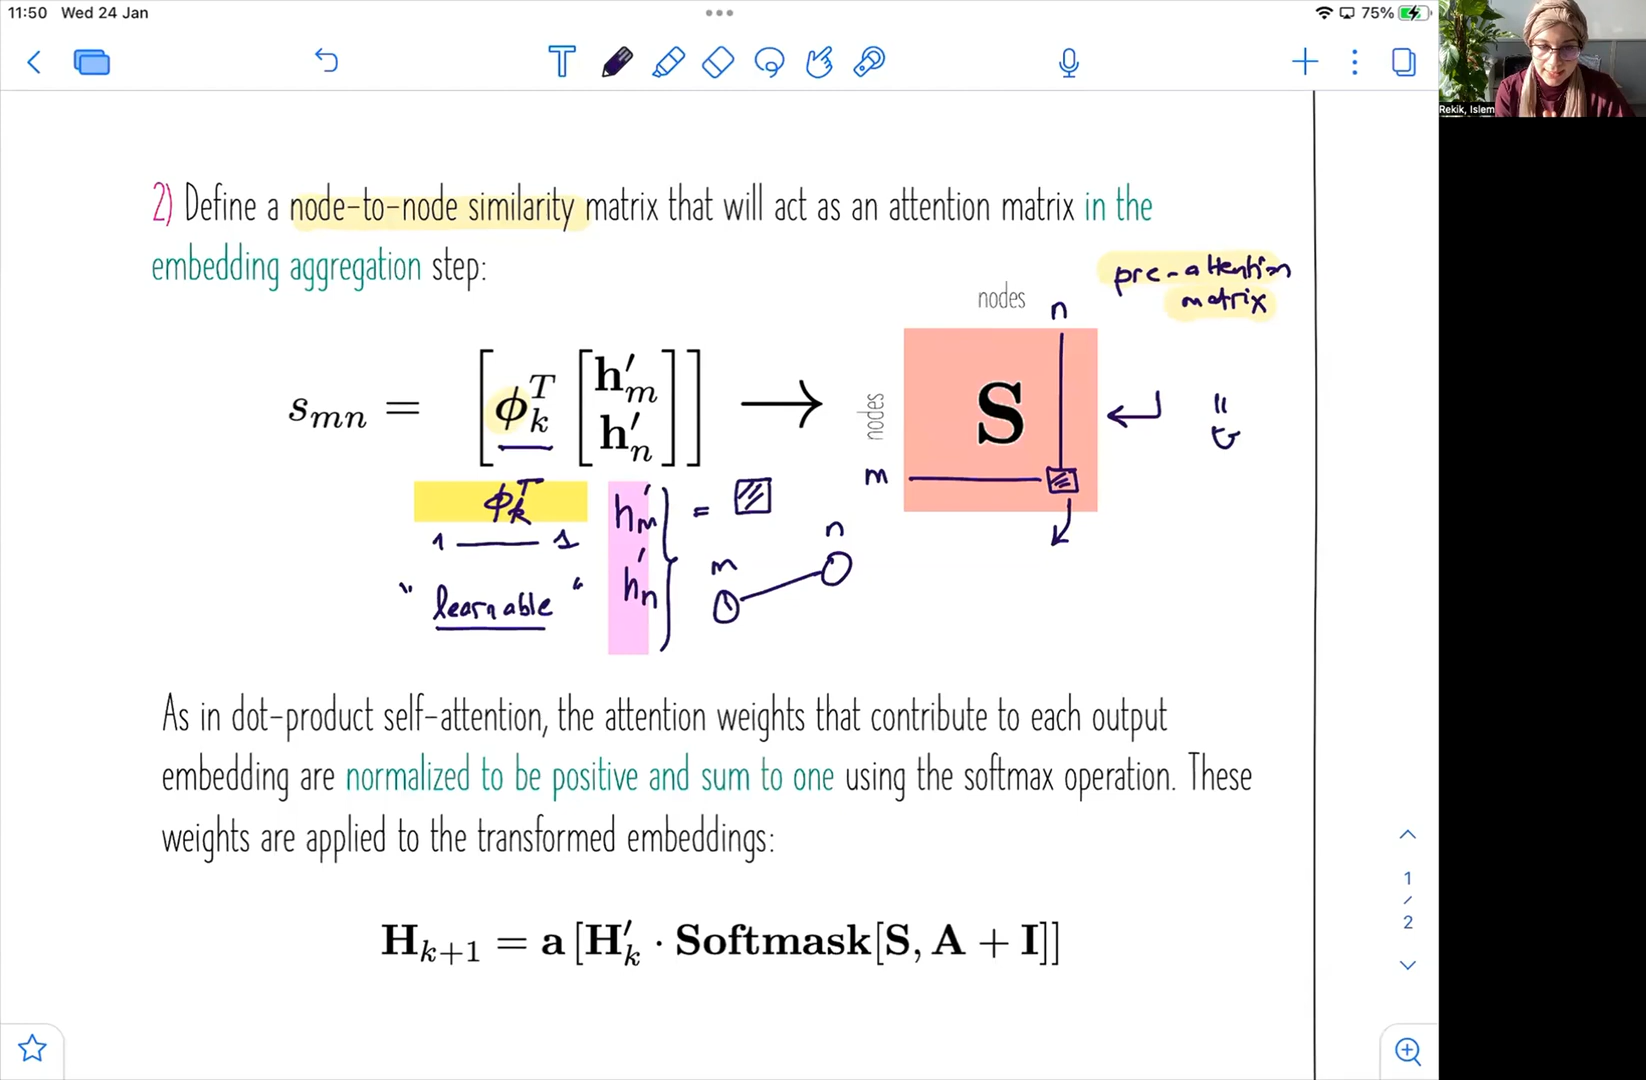 11:50 Wed 24 Jan
75%
Rekik, Islem
2) Define a node-to-node similarity matrix that will act as an attention matrix in the
embedding aggregation step:
pre-attention
matrix
nodes
n
s_{mn} = [ϕ_k^T [h'_m h'_n]] → S
nodes
m
ϕ_k^T
h'_m
=
1
1
h'_n
m
n
" learnable "
As in dot-product self-attention, the attention weights that contribute to each output
embedding are normalized to be positive and sum to one using the softmax operation. These
weights are applied to the transformed embeddings:
H_{k+1} = a [H'_k · Softmask[S, A + I]]
1
/
2